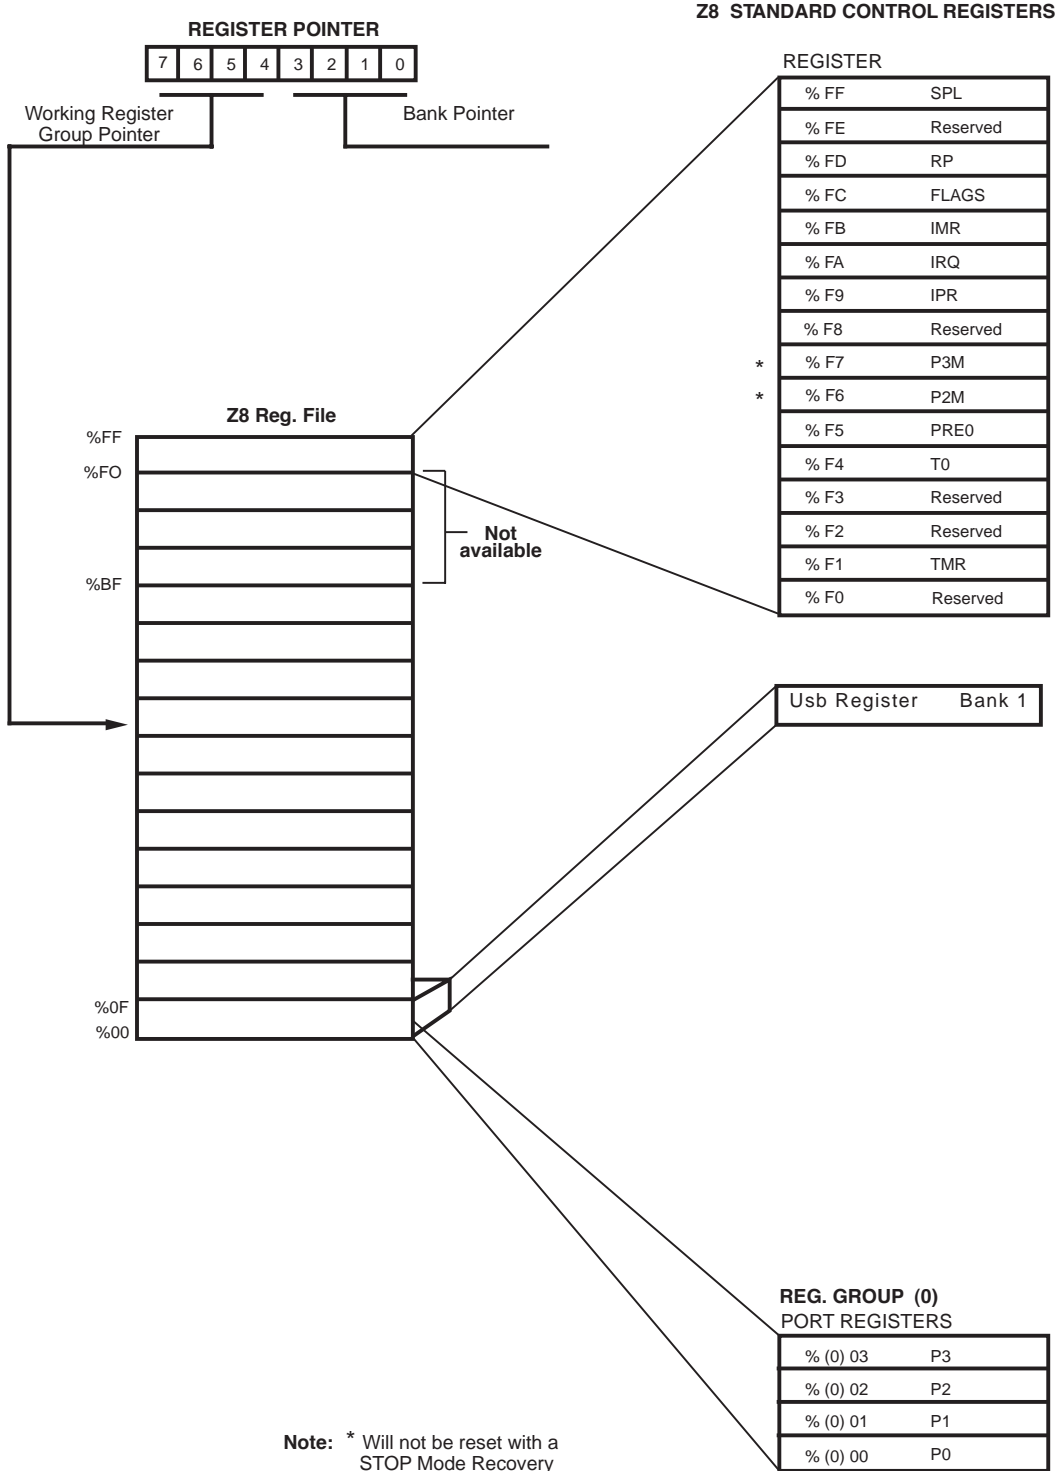 Z8 STANDARD CONTROL REGISTERS
REGISTER POINTER
7 6 5 4 3 2 1 0
Working Register
Group Pointer
Bank Pointer
REGISTER
% FF SPL
% FE Reserved
% FD RP
% FC FLAGS
% FB IMR
% FA IRQ
% F9 IPR
% F8 Reserved
* % F7 P3M
* % F6 P2M
% F5 PRE0
% F4 T0
% F3 Reserved
% F2 Reserved
% F1 TMR
% F0 Reserved
Z8 Reg. File
%FF
%FO
Not
available
%BF
Usb Register Bank 1
%0F
%00
REG. GROUP (0)
PORT REGISTERS
% (0) 03 P3
% (0) 02 P2
% (0) 01 P1
% (0) 00 P0
Note: * Will not be reset with a
STOP Mode Recovery